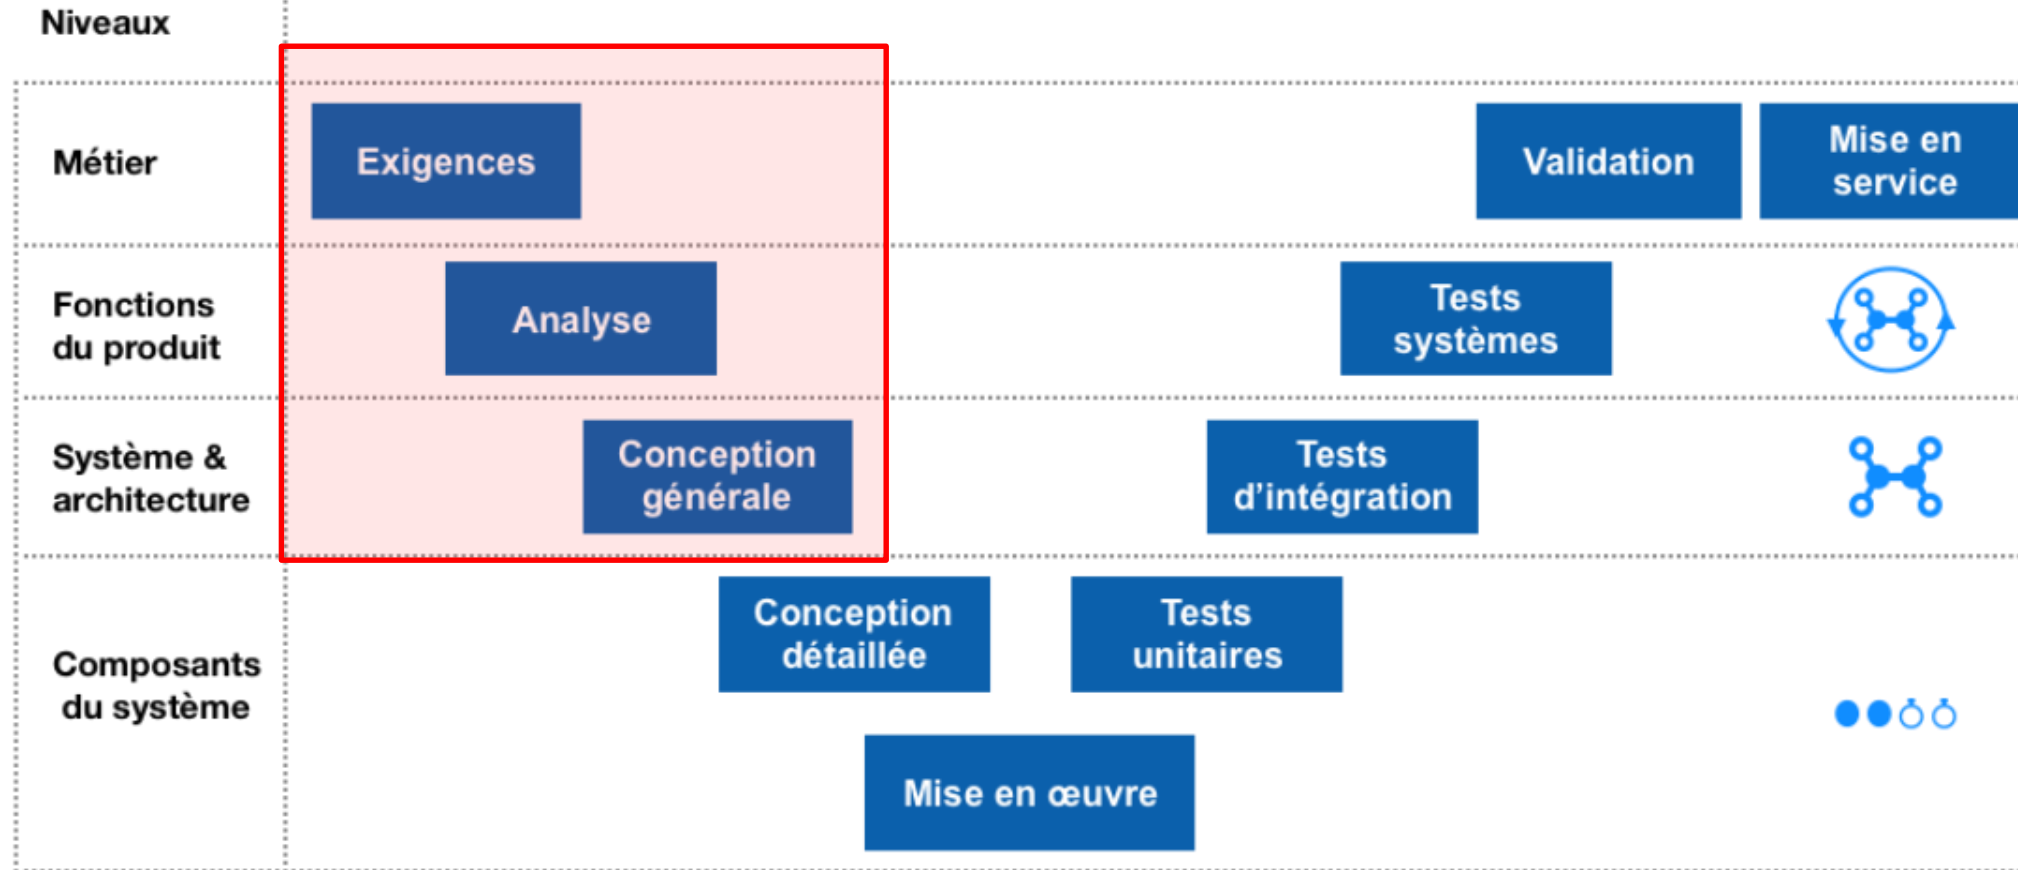 Niveaux
Métier
Exigences
Validation
Mise en
service
Fonctions
du produit
Analyse
Tests
systèmes
Système &
architecture
Conception
générale
Tests
d'intégration
Composants
du système
Conception
détaillée
Tests
unitaires
Mise en œuvre